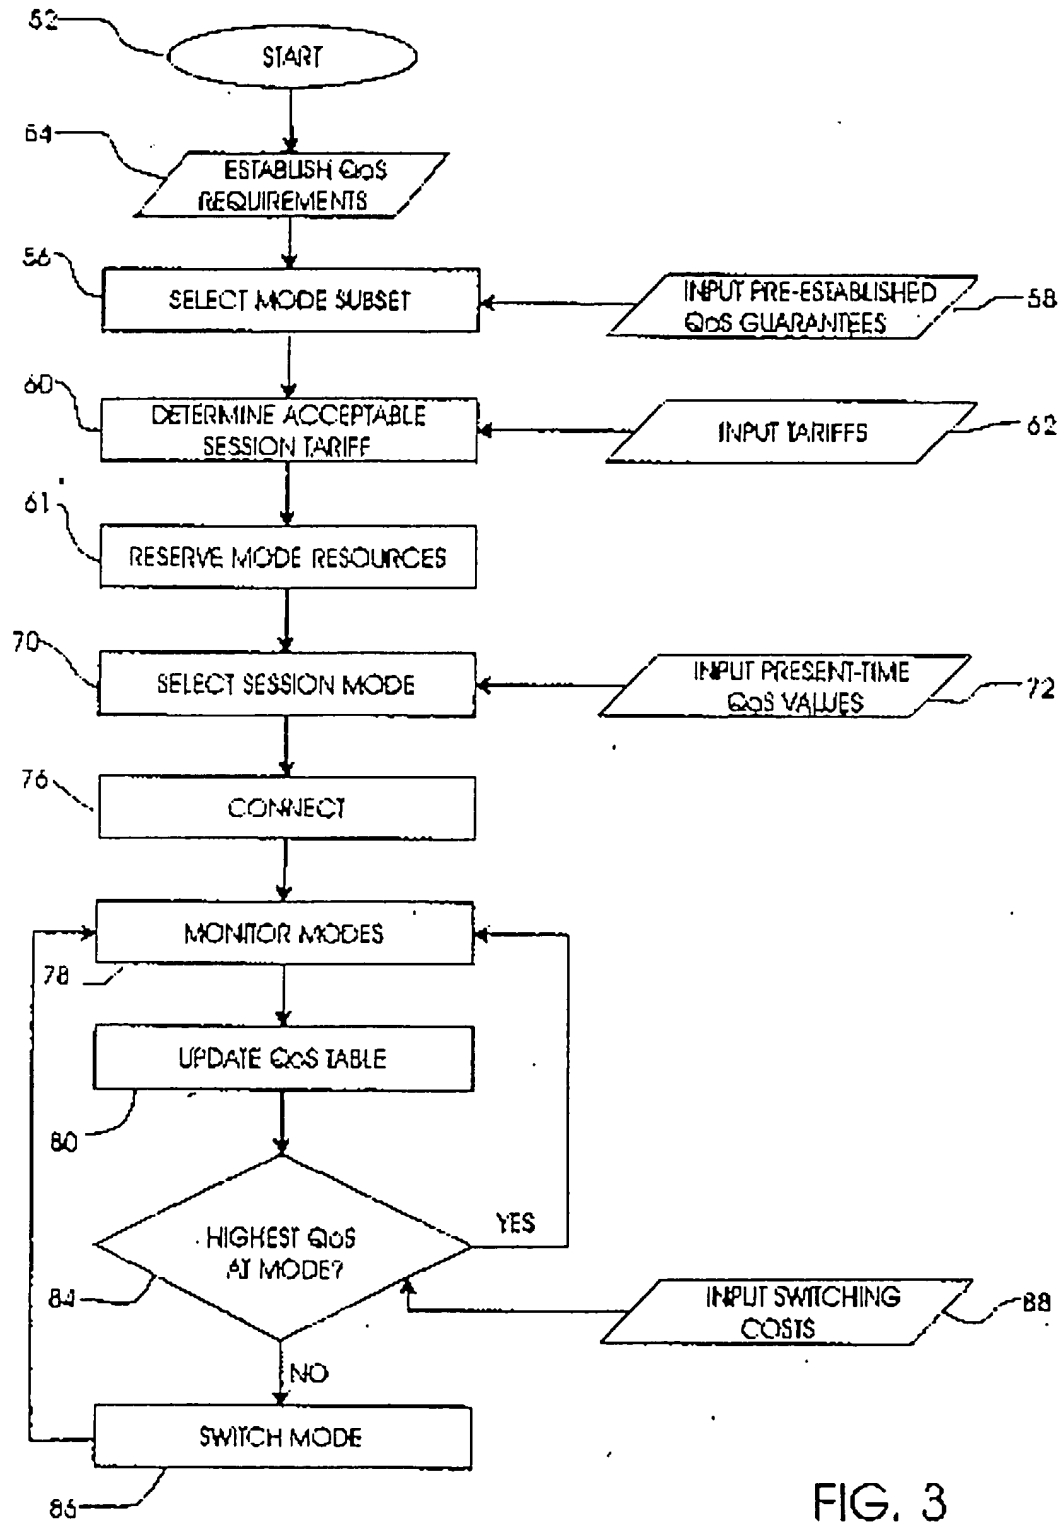 52
START
54
ESTABLISH QoS
REQUIREMENTS
56
SELECT MODE SUBSET
INPUT PRE-ESTABLISHED
QoS GUARANTEES
58
60
DETERMINE ACCEPTABLE
SESSION TARIFF
INPUT TARIFFS
62
61
RESERVE MODE RESOURCES
70
SELECT SESSION MODE
INPUT PRESENT-TIME
QoS VALUES
72
76
CONNECT
MONITOR MODES
78
UPDATE QoS TABLE
80
HIGHEST QoS
AT MODE?
YES
84
INPUT SWITCHING
COSTS
88
NO
SWITCH MODE
86
FIG. 3